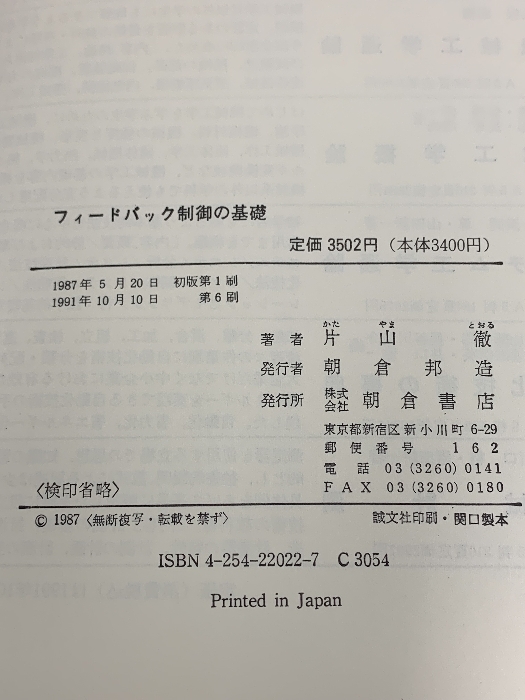 フィードバック制御の基礎
定価 3502円（本体3400円）
1987年 5 月 20日 初版第 1 刷
1991年 10 月 10日 第 6 刷
かた やま とおる
著者 片山 徹
発行者 朝倉邦造
発行所 株式会社 朝倉書店
東京都新宿区新小川町 6-29
郵便番号 162
電話 03 (3260) 0141
FAX 03 (3260) 0180
〈検印省略〉
© 1987〈無断複写・転載を禁ず〉 誠文社印刷・関口製本
ISBN 4-254-22022-7 C 3054
Printed in Japan